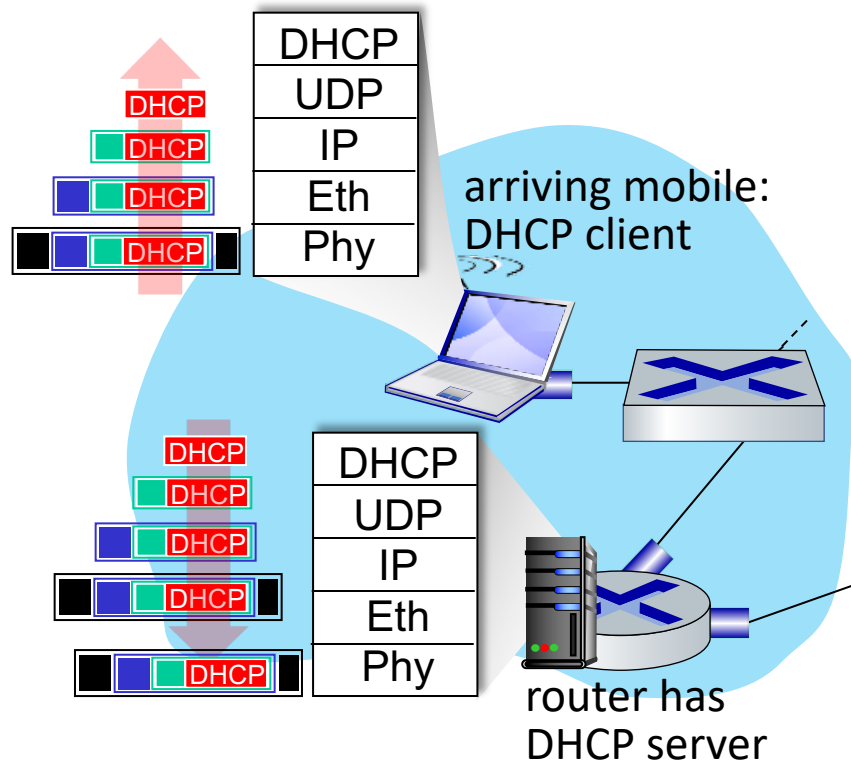 DHCP
UDP
IP
Eth
Phy
DHCP
DHCP
DHCP
DHCP
arriving mobile:
DHCP client
DHCP
UDP
IP
Eth
Phy
DHCP
DHCP
DHCP
DHCP
DHCP
router has
DHCP server